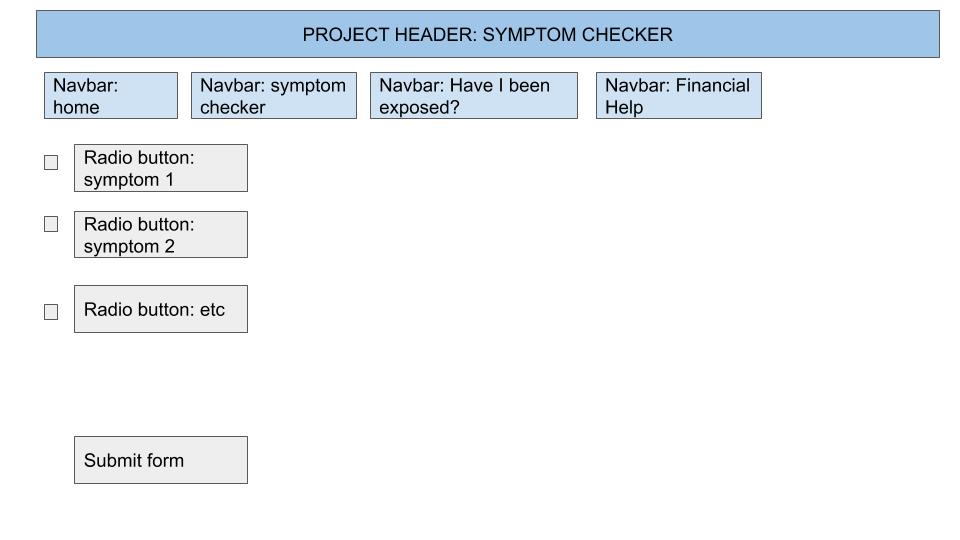 PROJECT HEADER: SYMPTOM CHECKER
Navbar:
home
Navbar: symptom
checker
Navbar: Have I been
exposed?
Navbar: Financial
Help
Radio button:
symptom 1
Radio button:
symptom 2
Radio button: etc
Submit form